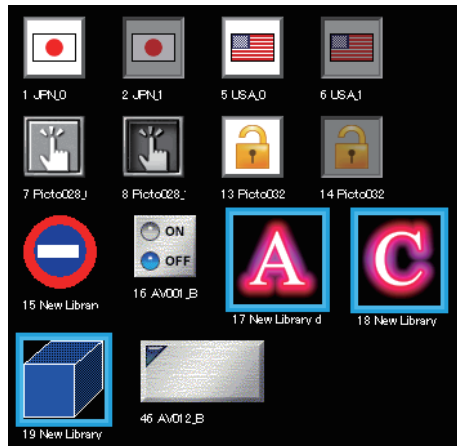 1 JPN_0
2 JPN_1
5 USA_0
6 USA_1
7 Picto028_(
8 Picto028_:
13 Picto032
14 Picto032
15 New Librar
ON
OFF
16 AV001_B
A
17 New Library d
C
18 New Library
19 New Library
46 AV012_B